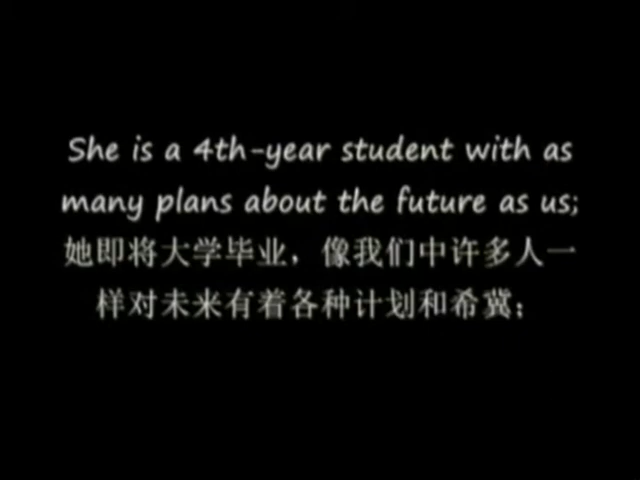 She is a 4th-year student with as
many plans about the future as us;
她即将大学毕业，像我们中许多人一
样对未来有着各种计划和希冀；